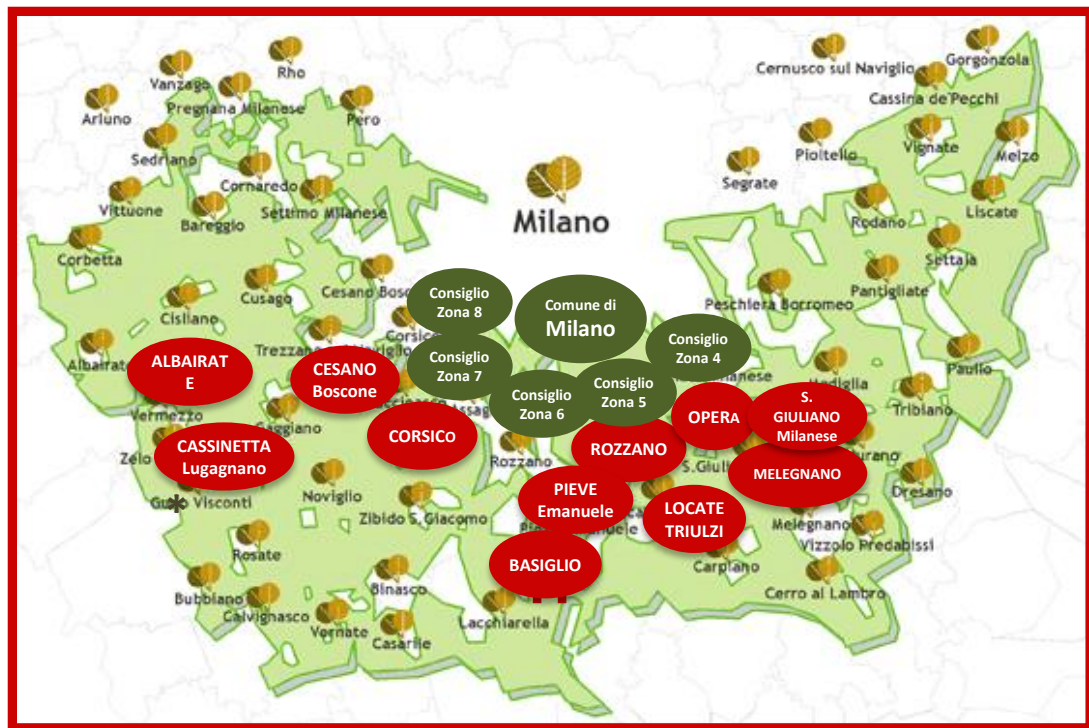 Rho
Gorgonzola
Vanzago
Cernusco sul Naviglio
Pregnana Milanese
Cassina de'Pecchi
Arluno
Pero
Sedriano
Pioltello
Vignate
Melzo
Cornaredo
Segrate
Vittuone
Settimo Milanese
Bareggio
Milano
Rodano
Liscate
Corbetta
Settala
Cusago
Cesano Bosc
Consiglio
Zona 8
Comune di
Milano
Peschiera Borromeo
Pantigliate
Cisliano
Corsico
Albairate
ALBAIRAT
E
Trezzano
CESANO
Boscone
Consiglio
Zona 7
Consiglio
Zona 4
Paullo
Vermezzo
Consiglio
Zona 6
Consiglio
Zona 5
Tribiano
Gaggiano
Assag
OPERA
S.
GIULIANO
Milanese
CASSINETTA
Lugagnano
CORSICO
Rozzano
ROZZANO
S.Giuli
MELEGNANO
Zelo
Gudo Visconti
*
Noviglio
Zibido S.Giacomo
PIEVE
Emanuele
LOCATE
TRIULZI
Dresano
Melegnano
Vizzolo Predabissi
Rosate
BASIGLIO
Carpiano
Binasco
Cerro al Lambro
Bubbiano
Calvignasco
Vernate
Casarile
Lacchiarella